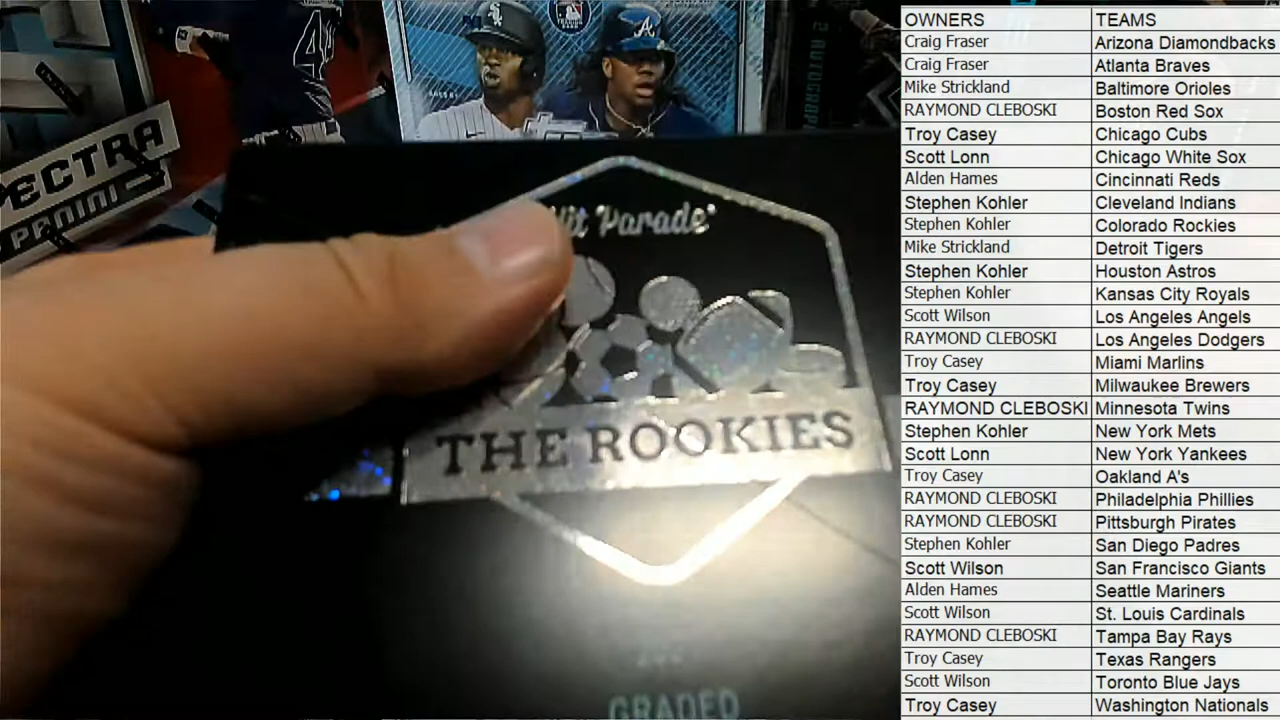 ECTRA
PANINI
4
2 AUTOGRAPH
Hit Parade
THE ROOKIES
GRADED
OWNERS TEAMS
Craig Fraser Arizona Diamondbacks
Craig Fraser Atlanta Braves
Mike Strickland Baltimore Orioles
RAYMOND CLEBOSKI Boston Red Sox
Troy Casey Chicago Cubs
Scott Lonn Chicago White Sox
Alden Hames Cincinnati Reds
Stephen Kohler Cleveland Indians
Stephen Kohler Colorado Rockies
Mike Strickland Detroit Tigers
Stephen Kohler Houston Astros
Stephen Kohler Kansas City Royals
Scott Wilson Los Angeles Angels
RAYMOND CLEBOSKI Los Angeles Dodgers
Troy Casey Miami Marlins
Troy Casey Milwaukee Brewers
RAYMOND CLEBOSKI Minnesota Twins
Stephen Kohler New York Mets
Scott Lonn New York Yankees
Troy Casey Oakland A's
RAYMOND CLEBOSKI Philadelphia Phillies
RAYMOND CLEBOSKI Pittsburgh Pirates
Stephen Kohler San Diego Padres
Scott Wilson San Francisco Giants
Alden Hames Seattle Mariners
Scott Wilson St. Louis Cardinals
RAYMOND CLEBOSKI Tampa Bay Rays
Troy Casey Texas Rangers
Scott Wilson Toronto Blue Jays
Troy Casey Washington Nationals